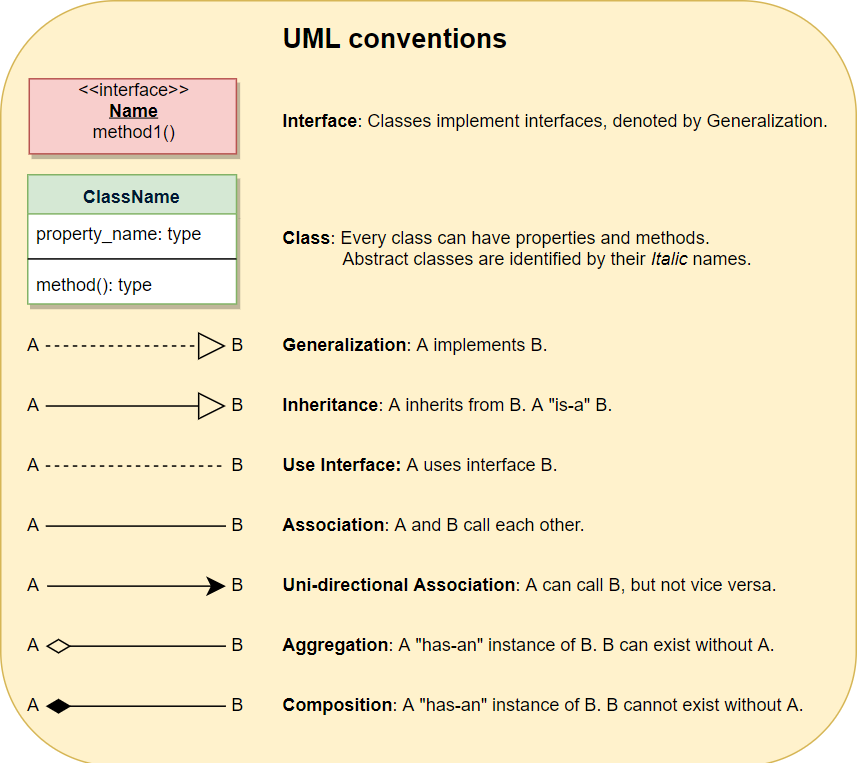 UML conventions
<<interface>>
Name
method1()
Interface: Classes implement interfaces, denoted by Generalization.
ClassName
property_name: type
method(): type
Class: Every class can have properties and methods.
Abstract classes are identified by their Italic names.
A B Generalization: A implements B.
A B Inheritance: A inherits from B. A "is-a" B.
A B Use Interface: A uses interface B.
A B Association: A and B call each other.
A B Uni-directional Association: A can call B, but not vice versa.
A B Aggregation: A "has-an" instance of B. B can exist without A.
A B Composition: A "has-an" instance of B. B cannot exist without A.